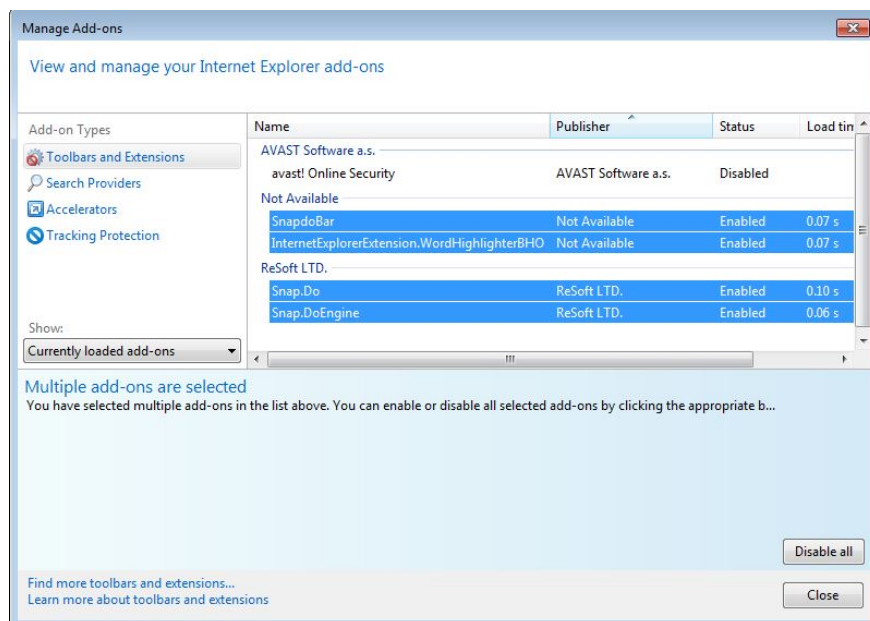 Manage Add-ons
View and manage your Internet Explorer add-ons
Add-on Types
Toolbars and Extensions
Search Providers
Accelerators
Tracking Protection
Show:
Currently loaded add-ons
Name Publisher Status Load tim
AVAST Software a.s.
avast! Online Security AVAST Software a.s. Disabled
Not Available
SnapdoBar Not Available Enabled 0.07 s
InternetExplorerExtension.WordHighlighterBHO Not Available Enabled 0.07 s
ReSoft LTD.
Snap.Do ReSoft LTD. Enabled 0.10 s
Snap.DoEngine ReSoft LTD. Enabled 0.06 s
Multiple add-ons are selected
You have selected multiple add-ons in the list above. You can enable or disable all selected add-ons by clicking the appropriate b...
Disable all
Find more toolbars and extensions...
Learn more about toolbars and extensions
Close